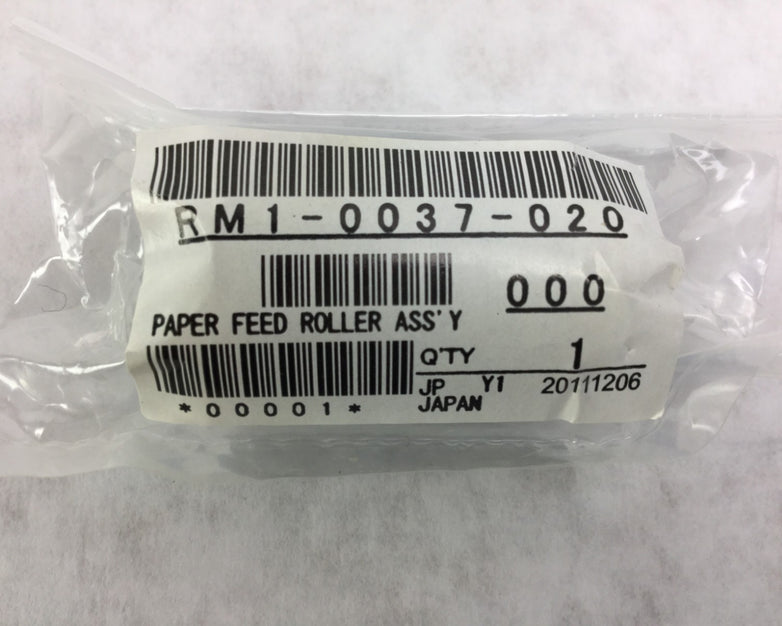 RM1-0037-020
000
PAPER FEED ROLLER ASS'Y
Q'TY 1
JP Y1 20111206
JAPAN
*00001*